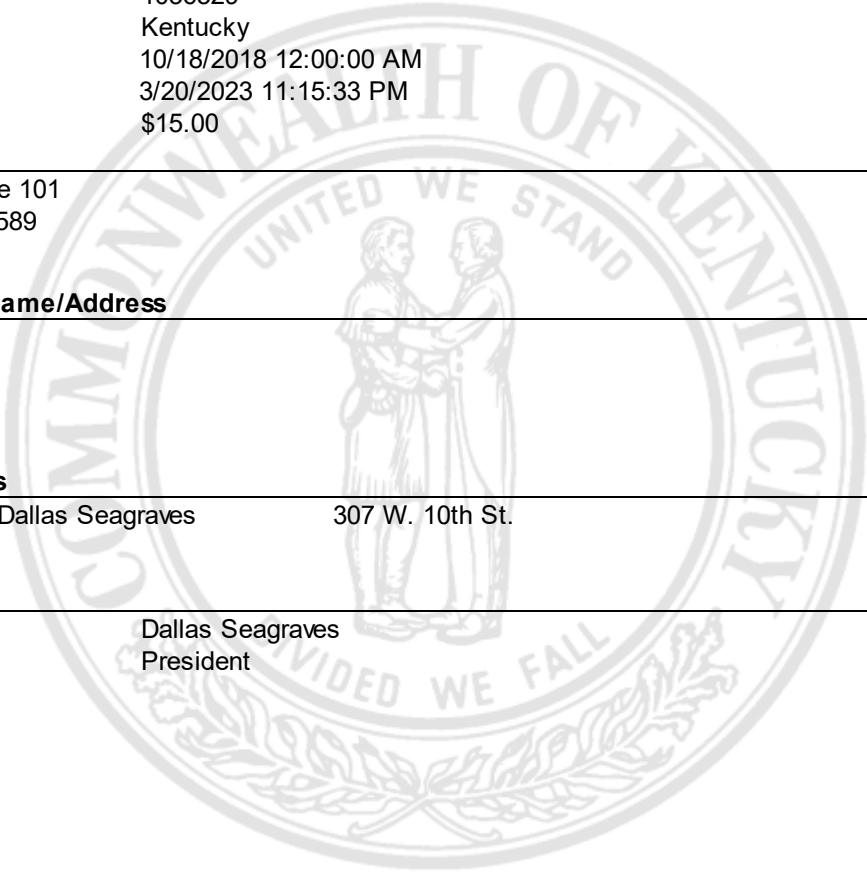 Kentucky
10/18/2018 12:00:00 AM
3/20/2023 11:15:33 PM
$15.00
e 101
589
ame/Address
s
Dallas Seagraves 307 W. 10th St.
Dallas Seagraves
President
COMMONWEALTH OF KENTUCKY
UNITED WE STAND
DIVIDED WE FALL